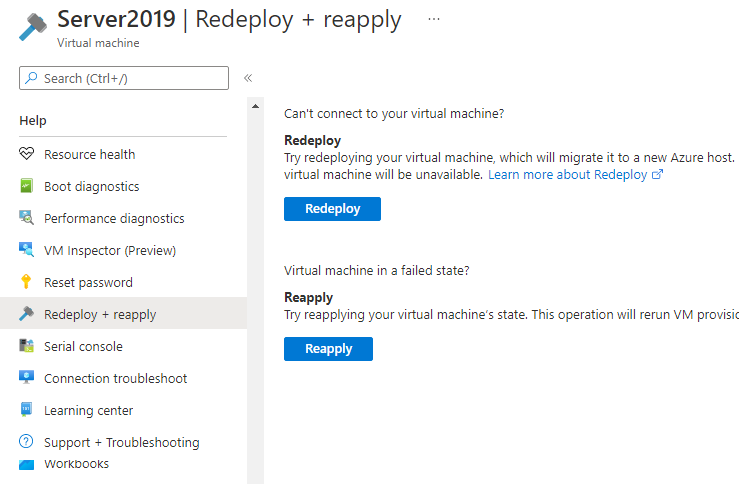 Server2019 | Redeploy + reapply ...
Virtual machine
Search (Ctrl+/)
«
Help
Resource health
Boot diagnostics
Performance diagnostics
VM Inspector (Preview)
Reset password
Redeploy + reapply
Serial console
Connection troubleshoot
Learning center
Support + Troubleshooting
Workbooks
Can't connect to your virtual machine?
Redeploy
Try redeploying your virtual machine, which will migrate it to a new Azure host.
virtual machine will be unavailable. Learn more about Redeploy
Redeploy
Virtual machine in a failed state?
Reapply
Try reapplying your virtual machine's state. This operation will rerun VM provisio
Reapply